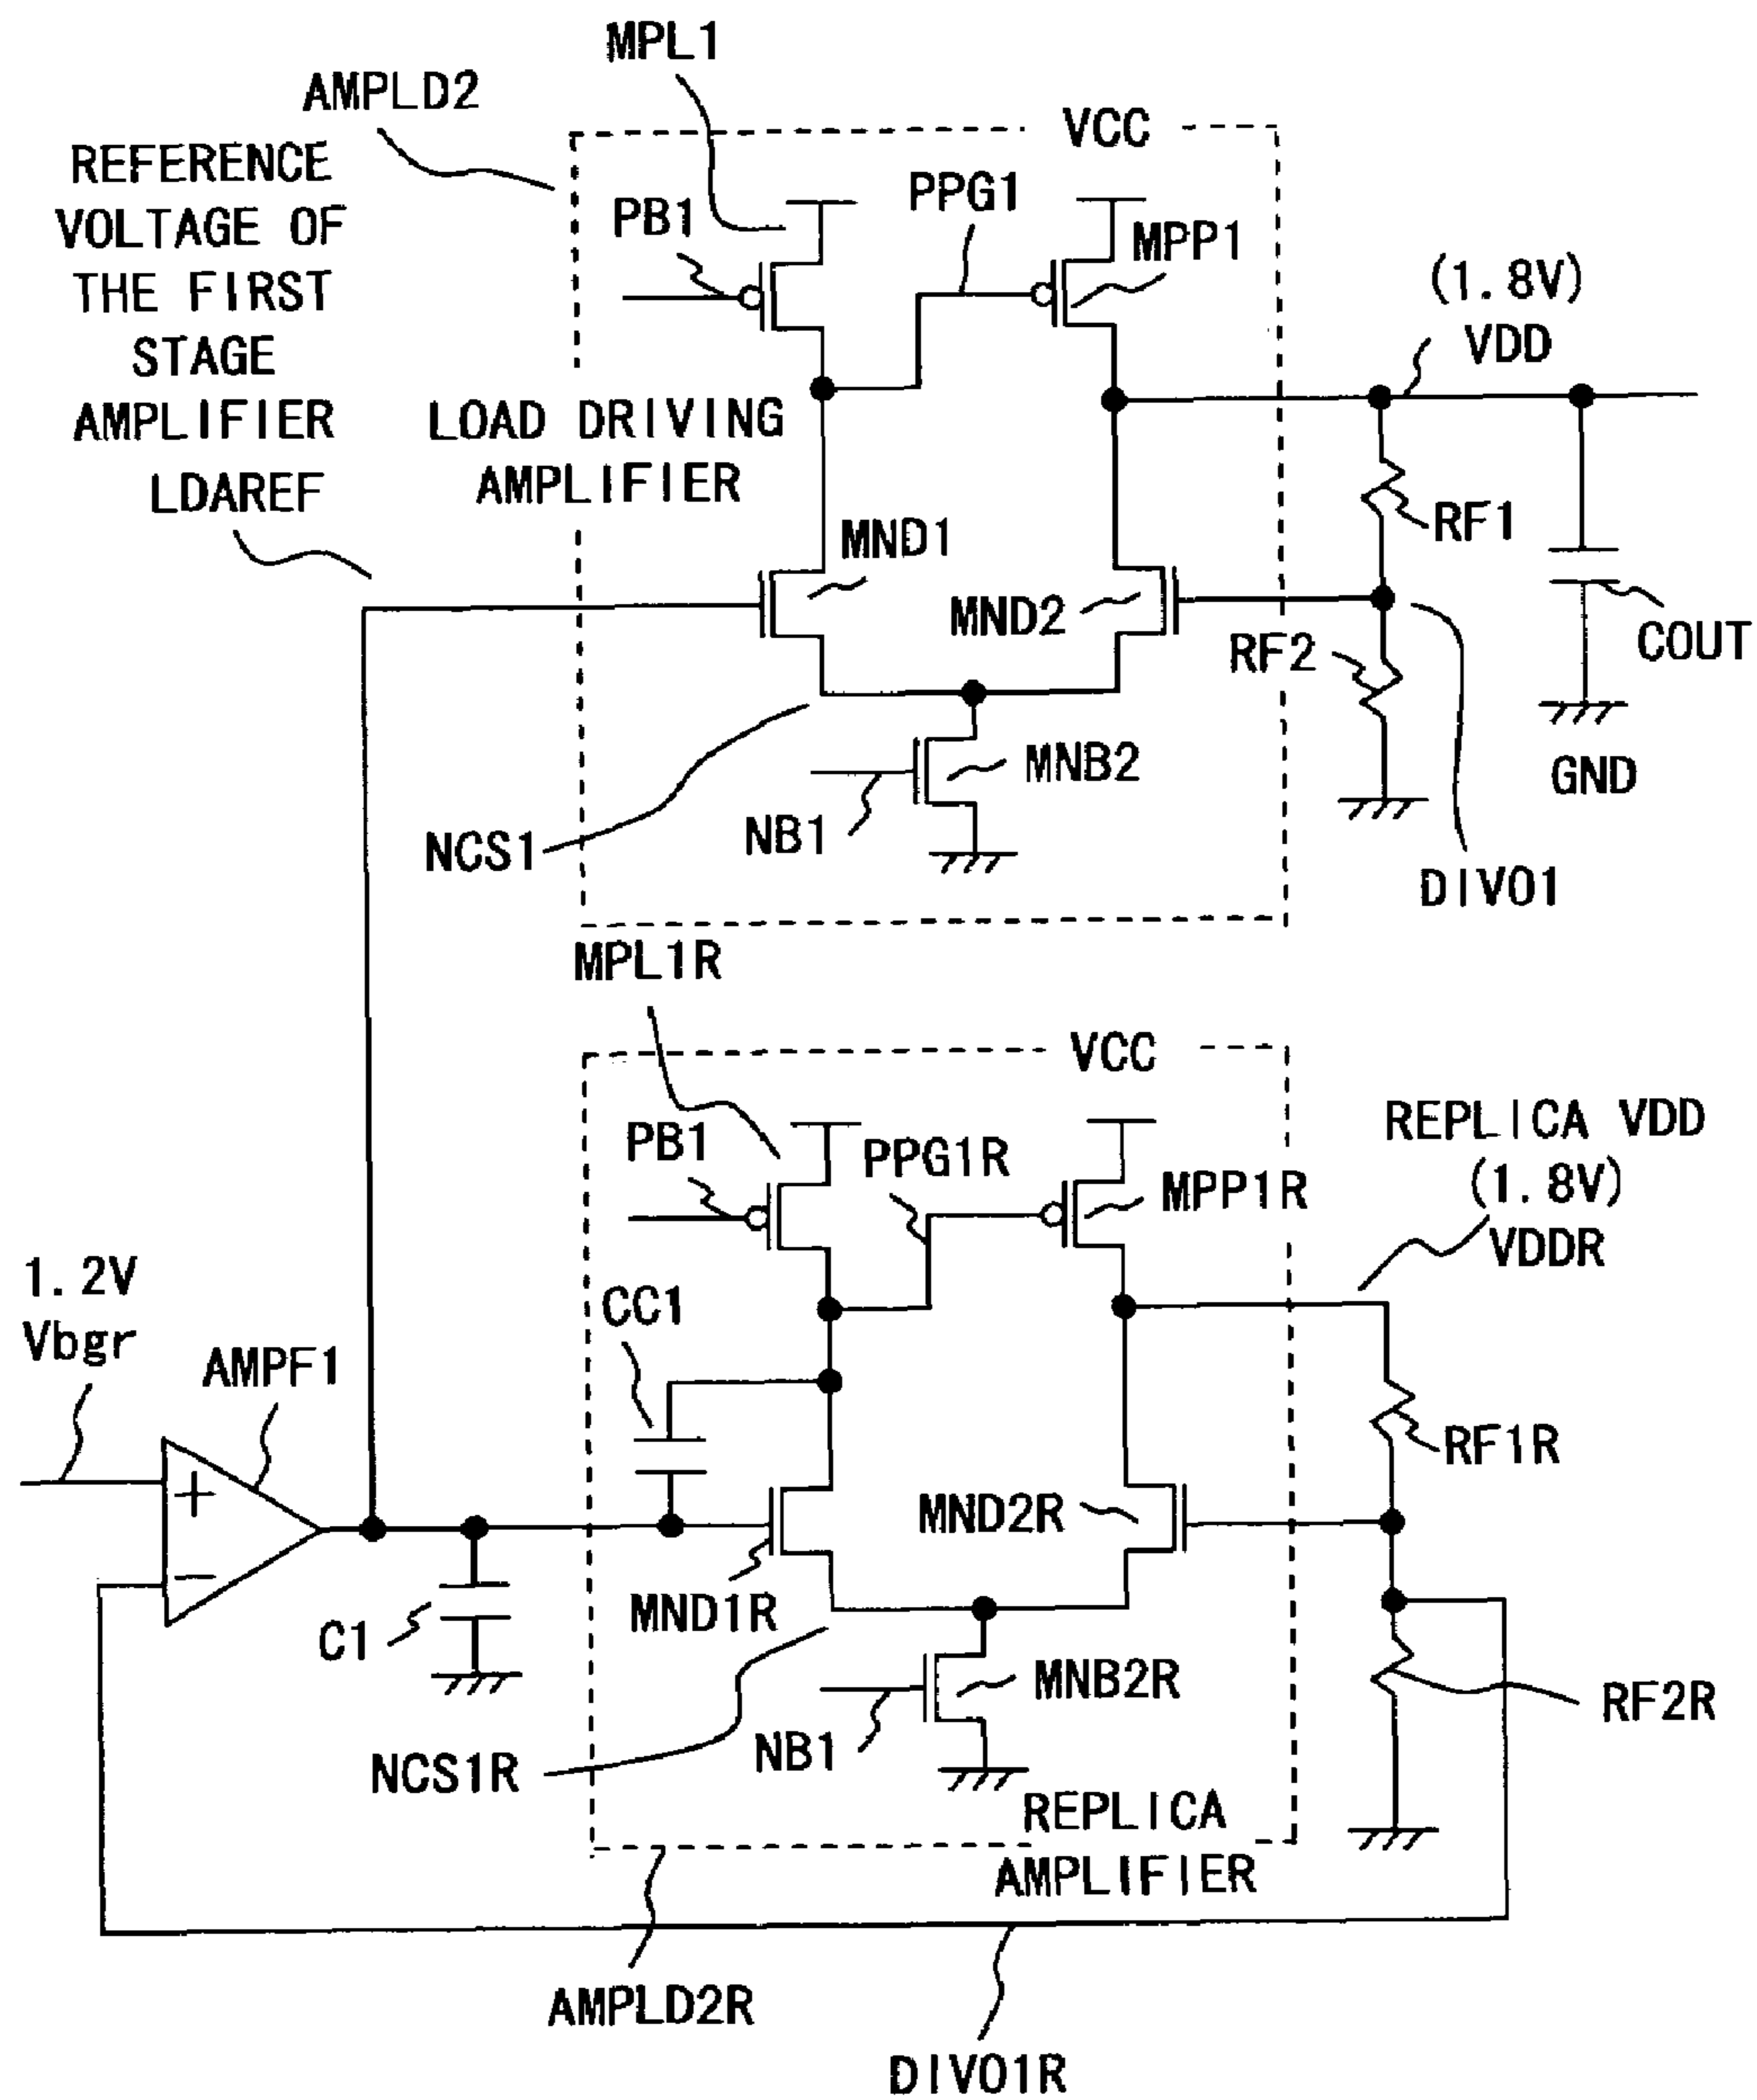 MPL1
AMPLD2
VCC
REFERENCE
VOLTAGE OF
THE FIRST
STAGE
AMPLIFIER
LDAREF
PB1
PPG1
MPP1
(1.8V)
VDD
LOAD DRIVING
AMPLIFIER
RF1
MND1
MND2
RF2
COUT
MNB2
GND
NB1
NCS1
DIVO1
MPL1R
VCC
PB1
PPG1R
MPP1R
REPLICA VDD
(1.8V)
VDDR
1.2V
Vbgr
CC1
AMPF1
RF1R
+
MND2R
−
MND1R
C1
MNB2R
RF2R
NB1
NCS1R
REPLICA
AMPLIFIER
AMPLD2R
DIVO1R